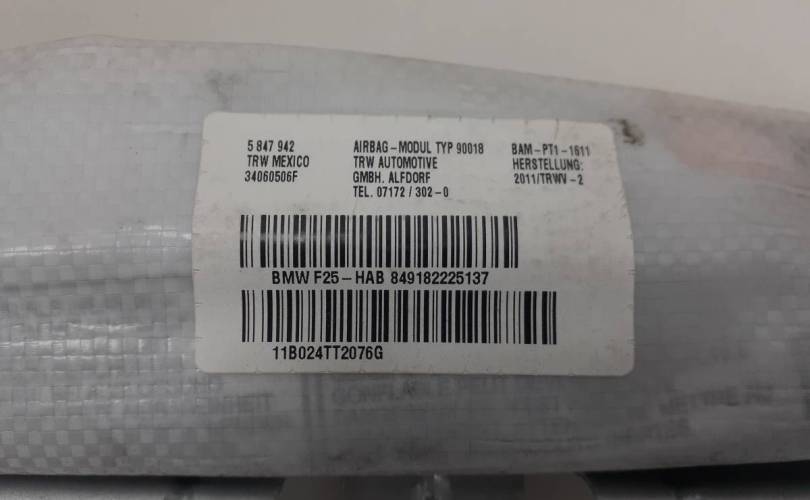 5 847 942
TRW MEXICO
34060506F
AIRBAG-MODUL TYP 90018
TRW AUTOMOTIVE
GMBH. ALFDORF
TEL. 07172 / 302-0
BAM-PT1-1611
HERSTELLUNG:
2011/TRWV-2
BMW F25-HAB 849182225137
11B024TT2076G